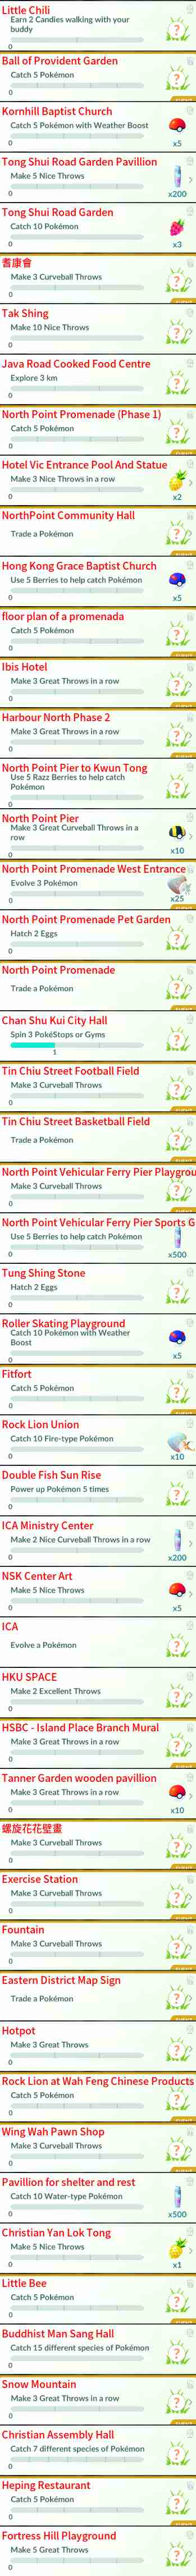 Little Chili
Earn 2 Candies walking with your
buddy
0
Ball of Provident Garden
Catch 5 Pokémon
0
Kornhill Baptist Church
Catch 5 Pokémon with Weather Boost
0
x5
Tong Shui Road Garden Pavillion
Make 5 Nice Throws
0
x200
Tong Shui Road Garden
Catch 10 Pokémon
0
x3
耆康會
Make 3 Curveball Throws
0
Tak Shing
Make 10 Nice Throws
0
Java Road Cooked Food Centre
Explore 3 km
0
North Point Promenade (Phase 1)
Catch 5 Pokémon
0
Hotel Vic Entrance Pool And Statue
Make 3 Nice Throws in a row
0
x2
NorthPoint Community Hall
Trade a Pokémon
Hong Kong Grace Baptist Church
Use 5 Berries to help catch Pokémon
0
x5
floor plan of a promenada
Catch 5 Pokémon
0
Ibis Hotel
Make 3 Great Throws in a row
0
Harbour North Phase 2
Make 3 Great Throws in a row
0
North Point Pier to Kwun Tong
Use 5 Razz Berries to help catch
Pokémon
0
North Point Pier
Make 3 Great Curveball Throws in a
row
0
x10
North Point Promenade West Entrance
Evolve 3 Pokémon
0
x25
North Point Promenade Pet Garden
Hatch 2 Eggs
0
North Point Promenade
Trade a Pokémon
Chan Shu Kui City Hall
Spin 3 PokéStops or Gyms
1
Tin Chiu Street Football Field
Make 3 Curveball Throws
0
Tin Chiu Street Basketball Field
Trade a Pokémon
North Point Vehicular Ferry Pier Playgrou
Make 3 Curveball Throws
0
North Point Vehicular Ferry Pier Sports G
Use 5 Berries to help catch Pokémon
0
x500
Tung Shing Stone
Hatch 2 Eggs
0
Roller Skating Playground
Catch 10 Pokémon with Weather
Boost
0
x5
Fitfort
Catch 5 Pokémon
0
Rock Lion Union
Catch 10 Fire-type Pokémon
0
x10
Double Fish Sun Rise
Power up Pokémon 5 times
0
ICA Ministry Center
Make 2 Nice Curveball Throws in a row
0
x200
NSK Center Art
Make 5 Nice Throws
0
x5
ICA
Evolve a Pokémon
HKU SPACE
Make 2 Excellent Throws
0
HSBC - Island Place Branch Mural
Make 3 Great Throws in a row
0
Tanner Garden wooden pavillion
Make 3 Great Throws in a row
0
x10
螺旋花花壁畫
Make 3 Curveball Throws
0
Exercise Station
Make 3 Curveball Throws
0
Fountain
Make 3 Curveball Throws
0
Eastern District Map Sign
Trade a Pokémon
Hotpot
Make 3 Great Throws
0
Rock Lion at Wah Feng Chinese Products
Catch 5 Pokémon
0
Wing Wah Pawn Shop
Make 3 Curveball Throws
0
Pavillion for shelter and rest
Catch 10 Water-type Pokémon
0
x500
Christian Yan Lok Tong
Make 5 Nice Throws
0
x1
Little Bee
Catch 5 Pokémon
0
Buddhist Man Sang Hall
Catch 15 different species of Pokémon
0
Snow Mountain
Make 3 Great Throws in a row
0
Christian Assembly Hall
Catch 7 different species of Pokémon
0
Heping Restaurant
Catch 5 Pokémon
0
Fortress Hill Playground
Make 5 Great Throws
0